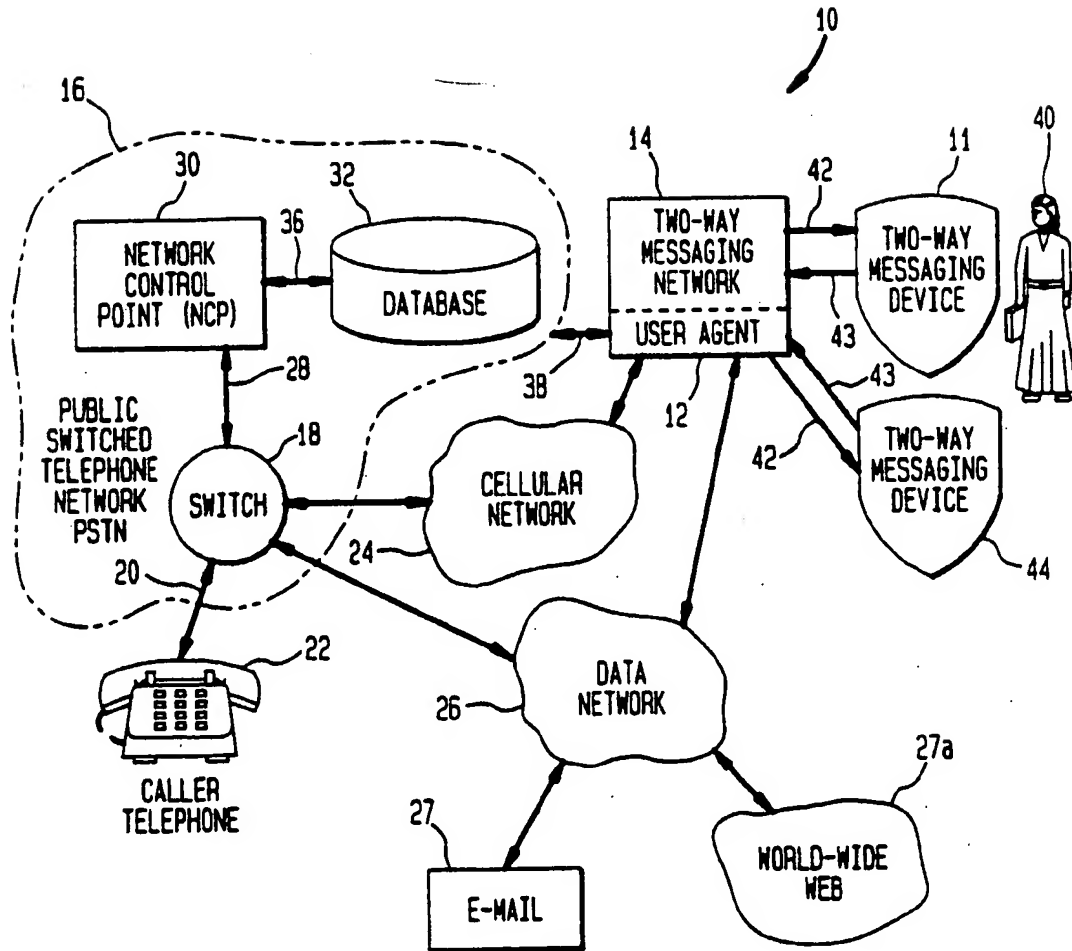 10
16
30
32
14
11
40
42
36
NETWORK
CONTROL
POINT (NCP)
DATABASE
TWO-WAY
MESSAGING
NETWORK
USER AGENT
TWO-WAY
MESSAGING
DEVICE
43
28
38
12
43
42
PUBLIC
SWITCHED
TELEPHONE
NETWORK
PSTN
18
SWITCH
CELLULAR
NETWORK
24
TWO-WAY
MESSAGING
DEVICE
44
20
22
DATA
NETWORK
26
CALLER
TELEPHONE
27a
27
E-MAIL
WORLD-WIDE
WEB